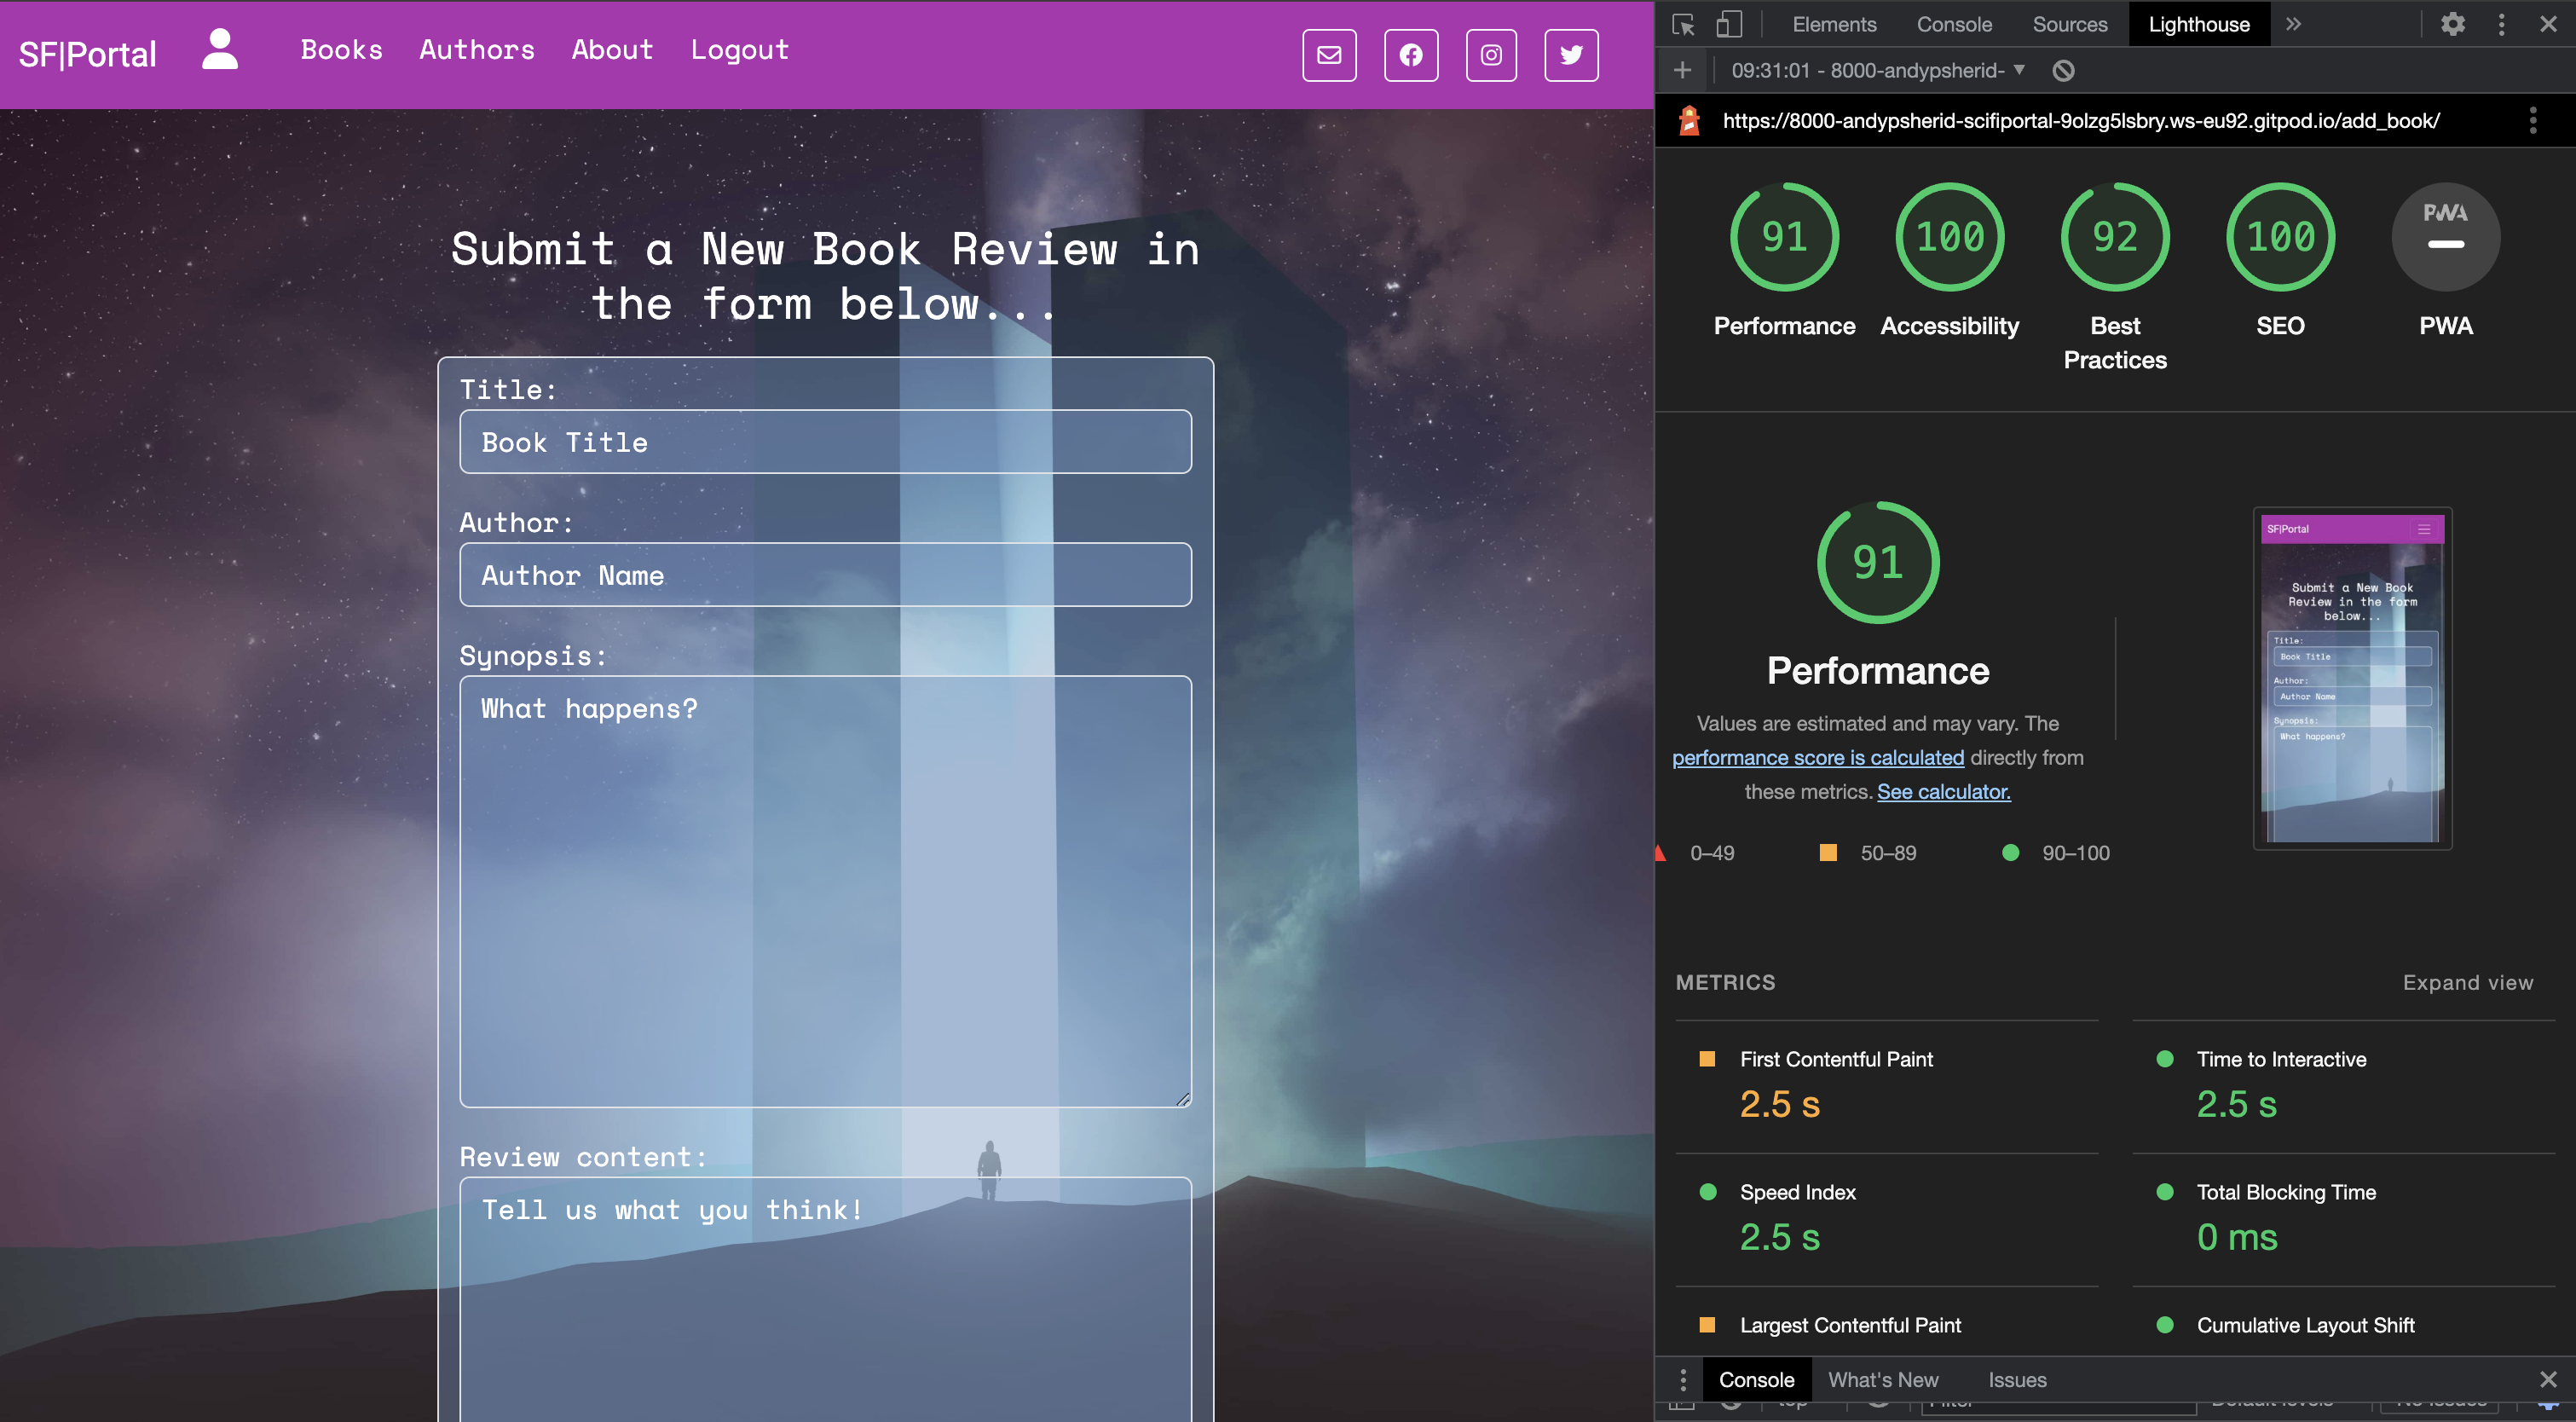 SF|Portal
Books
Authors
About
Logout
Submit a New Book Review in
the form below...
Title:
Book Title
Author:
Author Name
Synopsis:
What happens?
Review content:
Tell us what you think!
Elements
Console
Sources
Lighthouse
09:31:01 - 8000-andypsherid-
https://8000-andypsherid-scifiportal-9olzg5lsbry.ws-eu92.gitpod.io/add_book/
91
100
92
100
PWA
Performance
Accessibility
Best
Practices
SEO
PWA
91
Performance
Values are estimated and may vary. The
performance score is calculated directly from
these metrics. See calculator.
0–49
50–89
90–100
SF|Portal
Submit a New Book
Review in the form
below...
Title:
Book Title
Author:
Author Name
Synopsis:
What happens?
METRICS
Expand view
First Contentful Paint
2.5 s
Time to Interactive
2.5 s
Speed Index
2.5 s
Total Blocking Time
0 ms
Largest Contentful Paint
Cumulative Layout Shift
Console
What's New
Issues